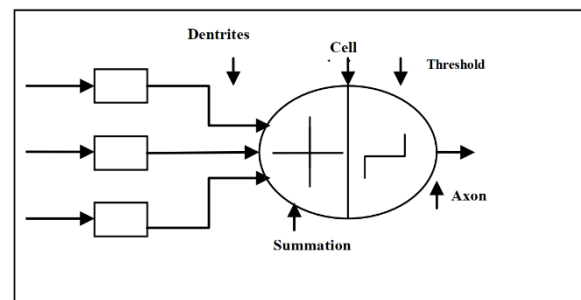 Dentrites
Cell
Threshold
Axon
Summation